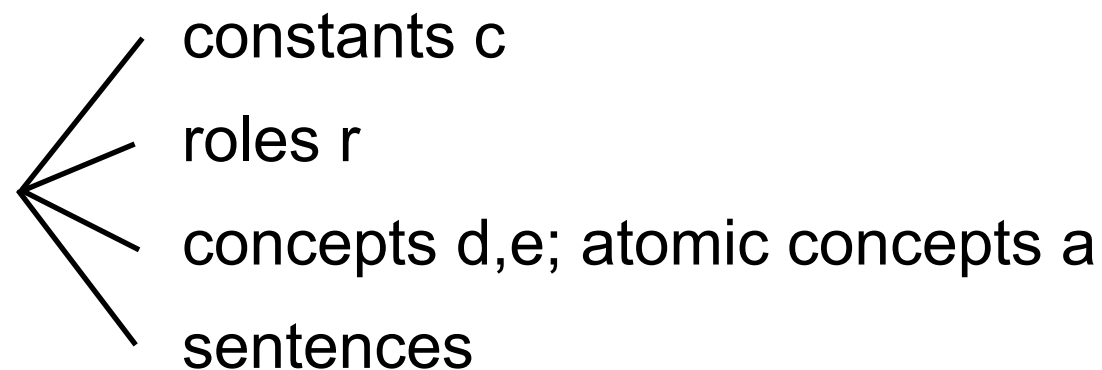 constants c
roles r
concepts d,e; atomic concepts a
sentences